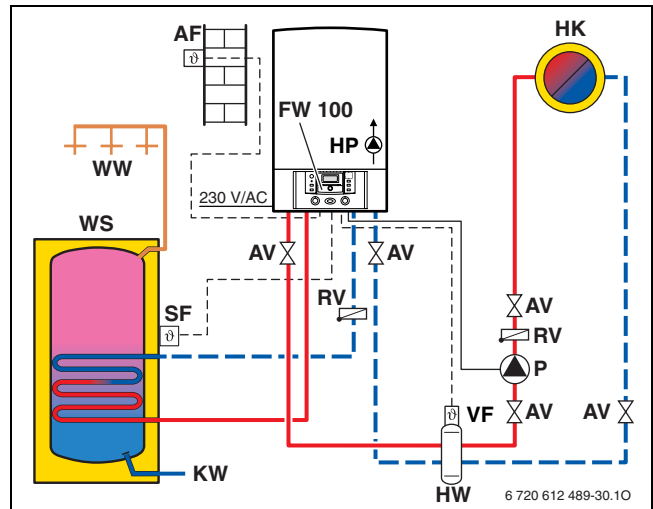 AF
HK
ϑ
FW 100
HP
WW
230 V/AC
WS
AV
AV
RV
SF
ϑ
AV
RV
P
ϑ
VF
AV
AV
KW
HW
6 720 612 489-30.1O